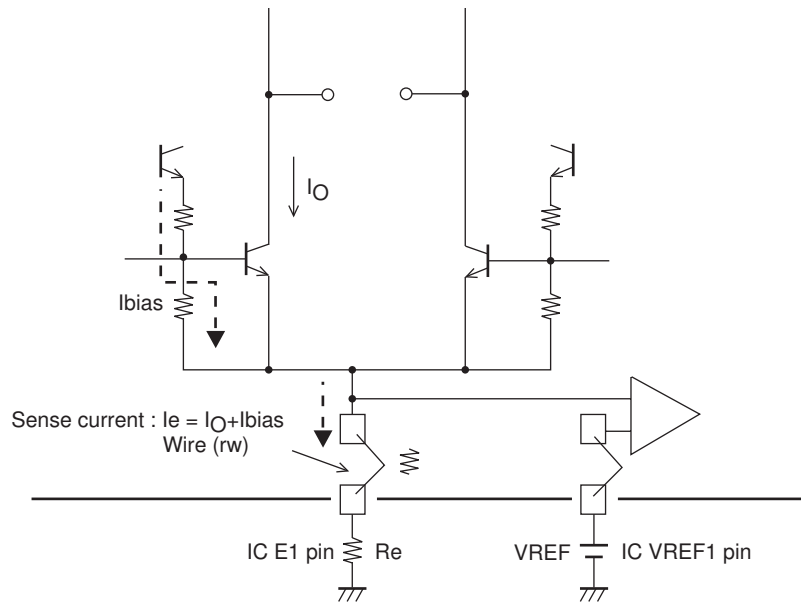 IO
Ibias
Sense current : Ie = IO+Ibias
Wire (rw)
IC E1 pin
Re
VREF
IC VREF1 pin